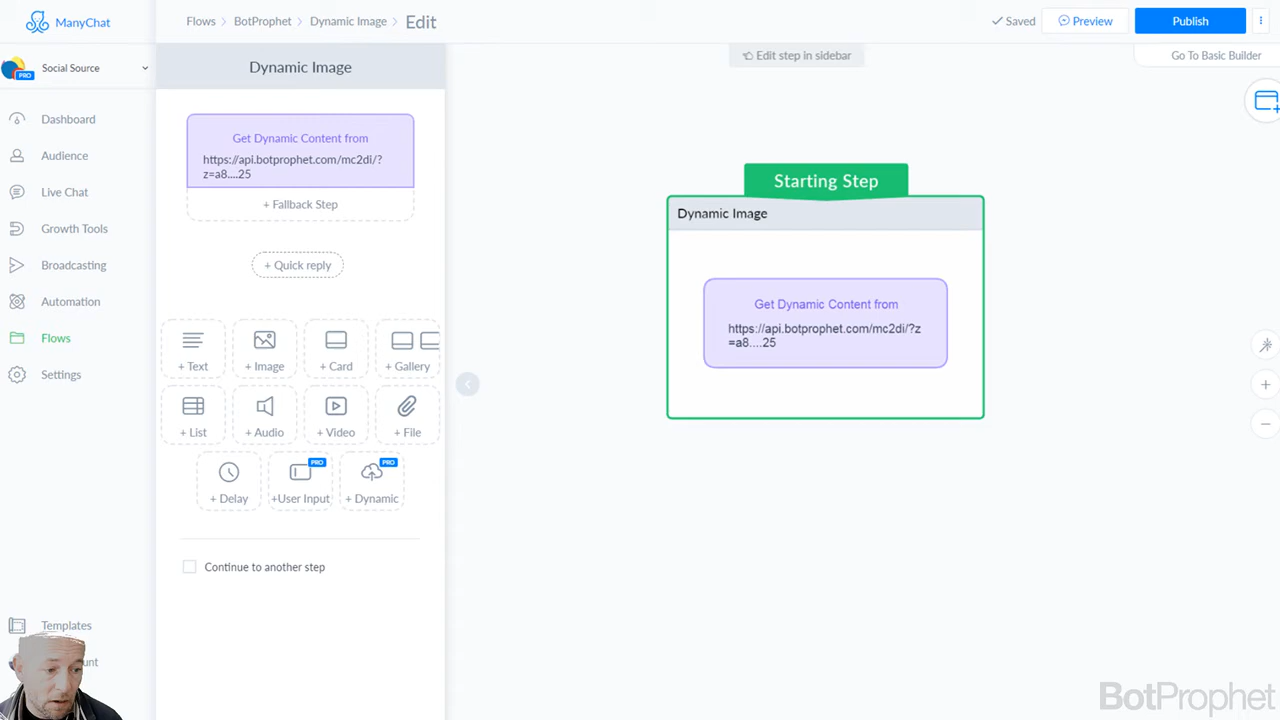 ManyChat
Flows > BotProphet > Dynamic Image > Edit
Saved
Preview
Publish
Social Source
PRO
Dashboard
Audience
Live Chat
Growth Tools
Broadcasting
Automation
Flows
Settings
Templates
unt
Dynamic Image
Get Dynamic Content from
https://api.botprophet.com/mc2di/?
z=a8....25
+ Fallback Step
+ Quick reply
+ Text
+ Image
+ Card
+ Gallery
+ List
+ Audio
+ Video
+ File
+ Delay
PRO
+User Input
PRO
+ Dynamic
Continue to another step
Edit step in sidebar
Go To Basic Builder
Starting Step
Dynamic Image
Get Dynamic Content from
https://api.botprophet.com/mc2di/?z
=a8....25
BotProphet